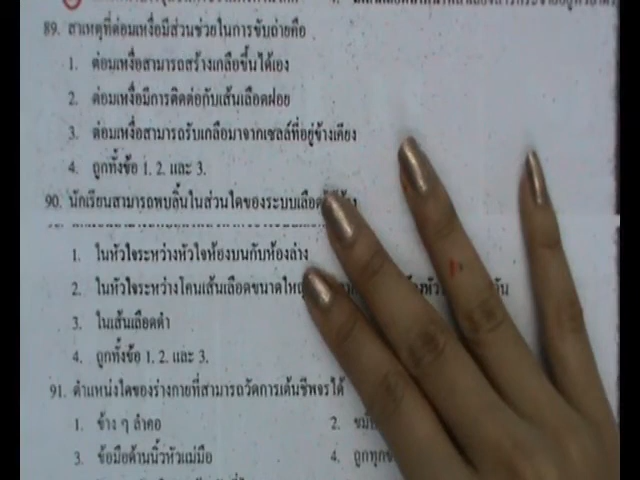 89. สาเหตุที่ต่อมเหงื่อมีส่วนช่วยในการขับถ่ายคือ
1. ต่อมเหงื่อสามารถสร้างเกลือขึ้นได้เอง
2. ต่อมเหงื่อมีการติดต่อกับเส้นเลือดฝอย
3. ต่อมเหงื่อสามารถรับเกลือมาจากเซลล์ที่อยู่ข้างเคียง
4. ถูกทั้งข้อ 1. 2. และ 3.
90. นักเรียนสามารถพบลิ้นในส่วนใดของระบบเลือด
1. ในหัวใจระหว่างหัวใจห้องบนกับห้องล่าง
2. ในหัวใจระหว่างโคนเส้นเลือดขนาดใหญ่
3. ในเส้นเลือดดำ
4. ถูกทั้งข้อ 1. 2. และ 3.
91. ตำแหน่งใดของร่างกายที่สามารถวัดการเต้นชีพจรได้
1. ข้าง ๆ ลำคอ 2.
3. ข้อมือด้านนิ้วหัวแม่มือ 4.